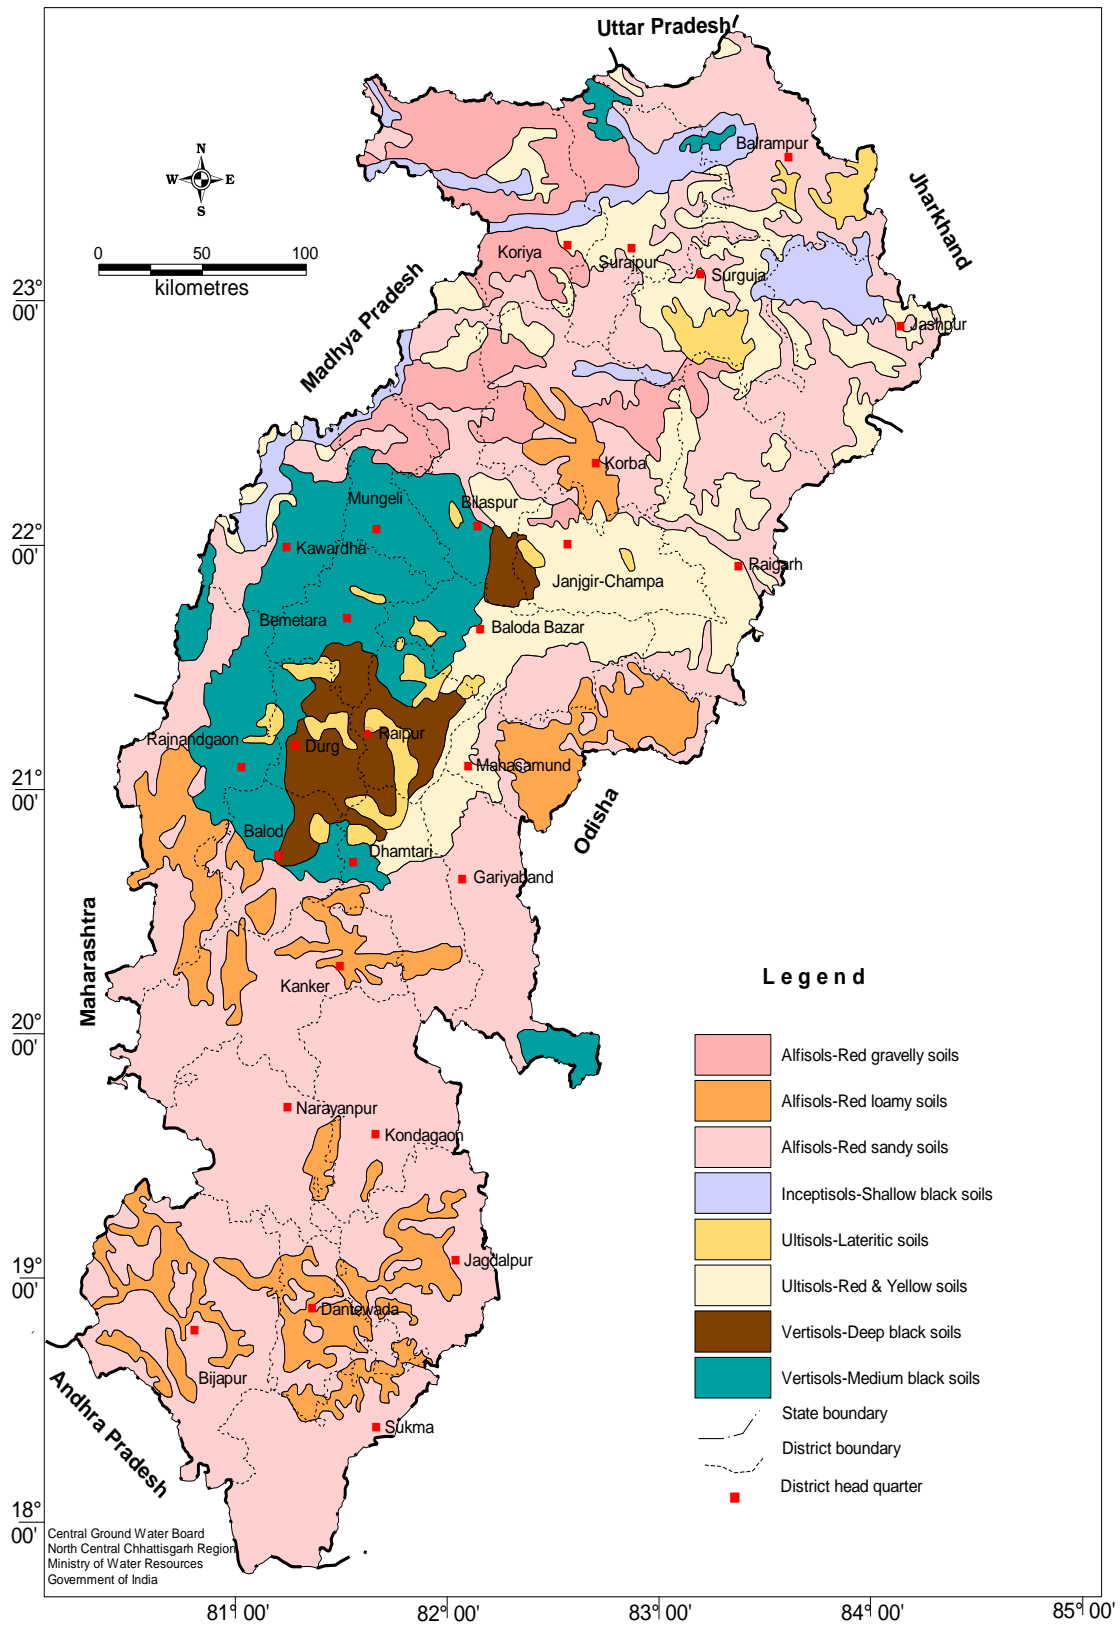 Uttar Pradesh
N
W E
S
Balrampur
Jharkhand
0 50 100
kilometres
Koriya
Surajpur
Surguja
23°
00'
Jashpur
Madhya Pradesh
Korba
Mungeli
Bilaspur
22°
00'
Kawardha
Janjgir-Champa
Raigarh
Bemetara
Baloda Bazar
Rajnandgaon
Durg
Raipur
Mahasamund
21°
00'
Odisha
Balod
Dhamtari
Gariyaband
Maharashtra
Kanker
Legend
20°
00'
Alfisols-Red gravelly soils
Alfisols-Red loamy soils
Narayanpur
Kondagaon
Alfisols-Red sandy soils
Inceptisols-Shallow black soils
Ultisols-Lateritic soils
Jagdalpur
19°
00'
Ultisols-Red & Yellow soils
Dantewada
Vertisols-Deep black soils
Bijapur
Vertisols-Medium black soils
Andhra Pradesh
State boundary
Sukma
District boundary
District head quarter
18°
00'
Central Ground Water Board
North Central Chhattisgarh Region
Ministry of Water Resources
Government of India
81° 00' 82° 00' 83° 00' 84° 00' 85° 00'